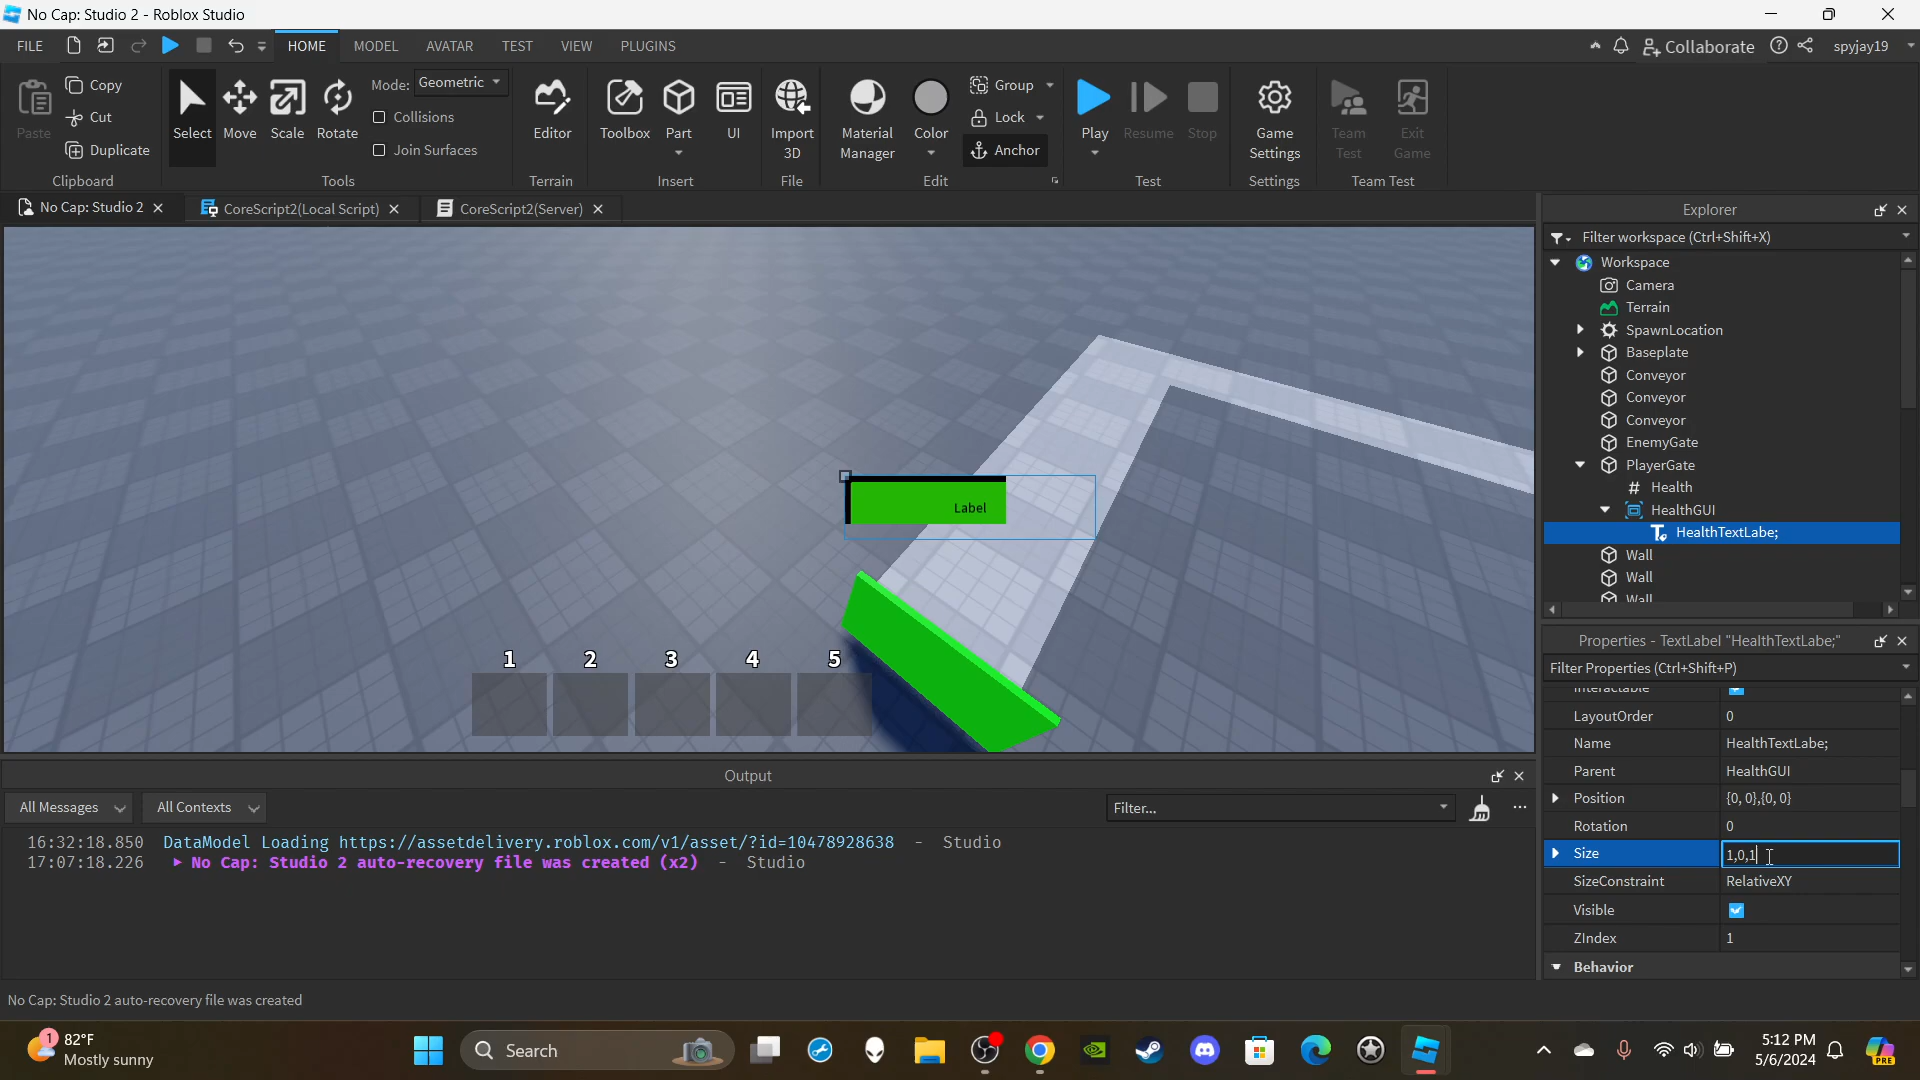 No Cap: Studio 2 - Roblox Studio
FILE HOME MODEL AVATAR TEST VIEW PLUGINS Collaborate spyjay19
Paste Copy Cut Duplicate Clipboard
Select Move Scale Rotate Mode: Geometric Collisions Join Surfaces Tools
Editor Terrain
Toolbox Part UI Insert
Import 3D File
Material Manager Color Group Lock Anchor Edit
Play Resume Stop Test
Game Settings Settings
Team Test Exit Game Team Test
No Cap: Studio 2 CoreScript2(Local Script) CoreScript2(Server)
Label
1 2 3 4 5
Explorer
Filter workspace (Ctrl+Shift+X)
Workspace
Camera
Terrain
SpawnLocation
Baseplate
Conveyor
Conveyor
Conveyor
EnemyGate
PlayerGate
Health
HealthGUI
HealthTextLabe;
Wall
Wall
Wall
Properties - TextLabel "HealthTextLabe;"
Filter Properties (Ctrl+Shift+P)
Interactable
LayoutOrder 0
Name HealthTextLabe;
Parent HealthGUI
Position {0, 0},{0, 0}
Rotation 0
Size 1,0,1
SizeConstraint RelativeXY
Visible
ZIndex 1
Behavior
Output
All Messages All Contexts Filter...
16:32:18.850 DataModel Loading https://assetdelivery.roblox.com/v1/asset/?id=10478928638 - Studio
17:07:18.226 No Cap: Studio 2 auto-recovery file was created (x2) - Studio
No Cap: Studio 2 auto-recovery file was created
1 82°F
Mostly sunny
Search
PRE
5:12 PM
5/6/2024